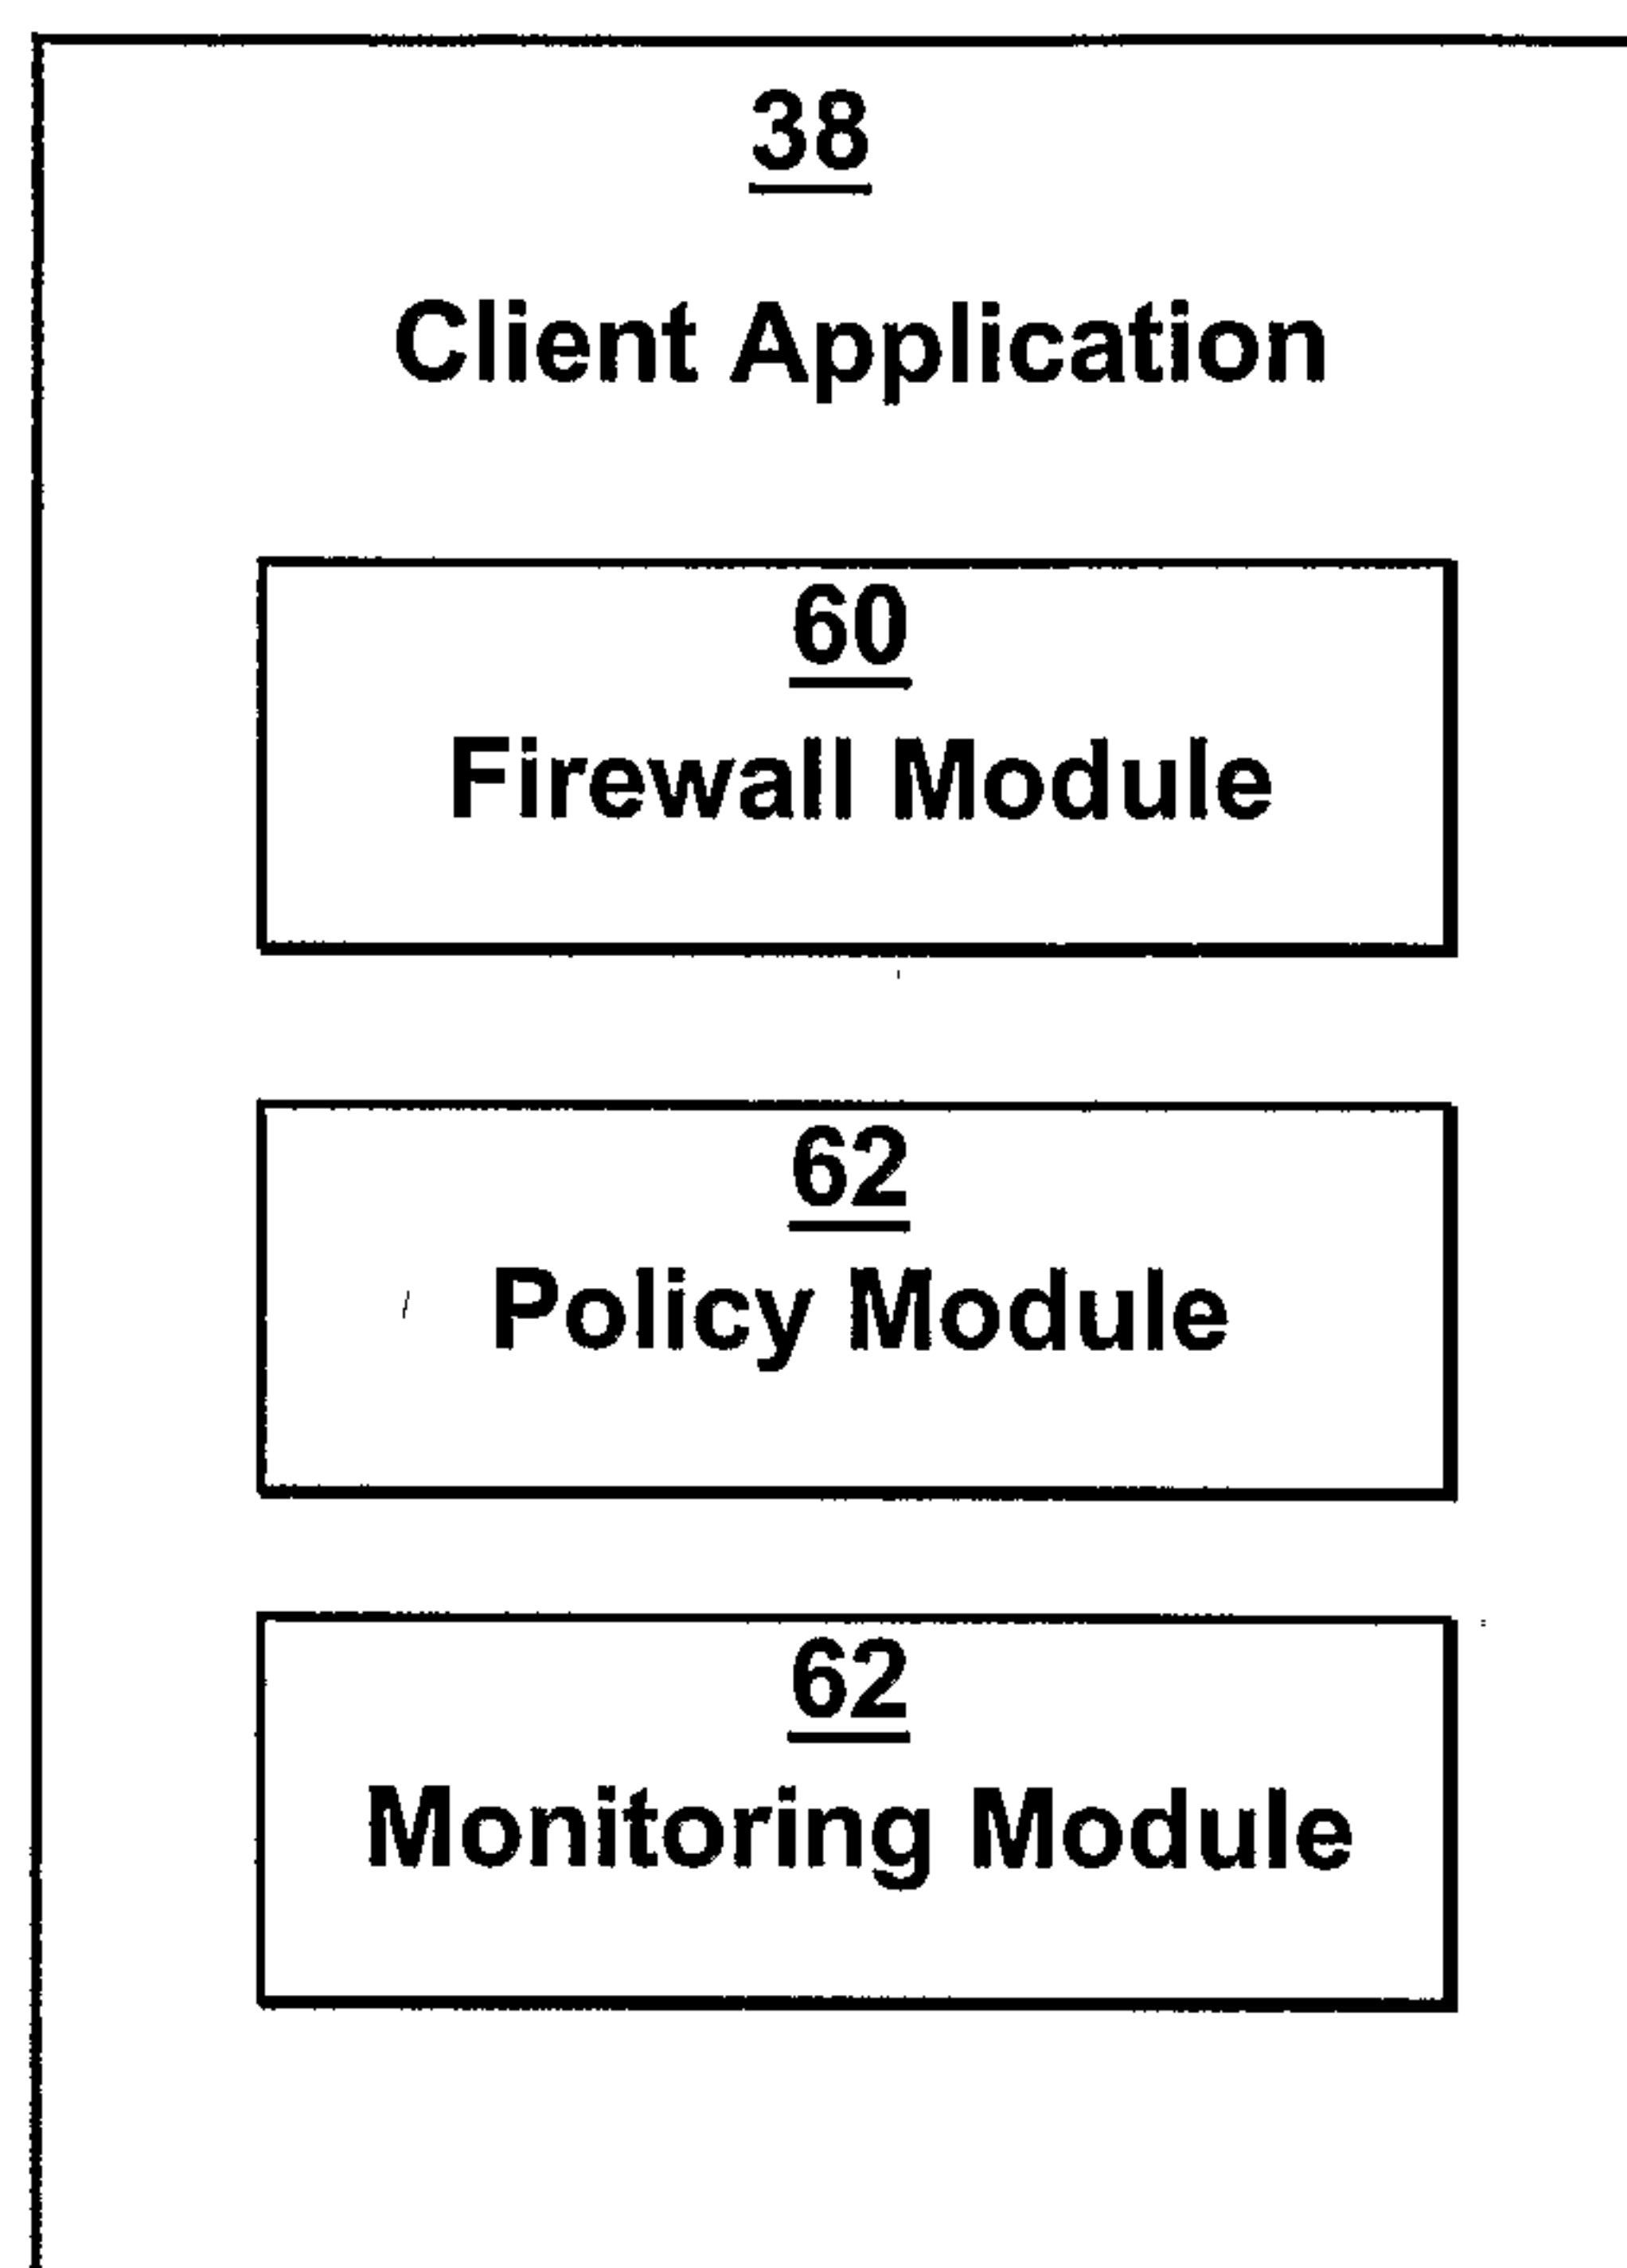 38
Client Application
60
Firewall Module
62
Policy Module
62
Monitoring Module